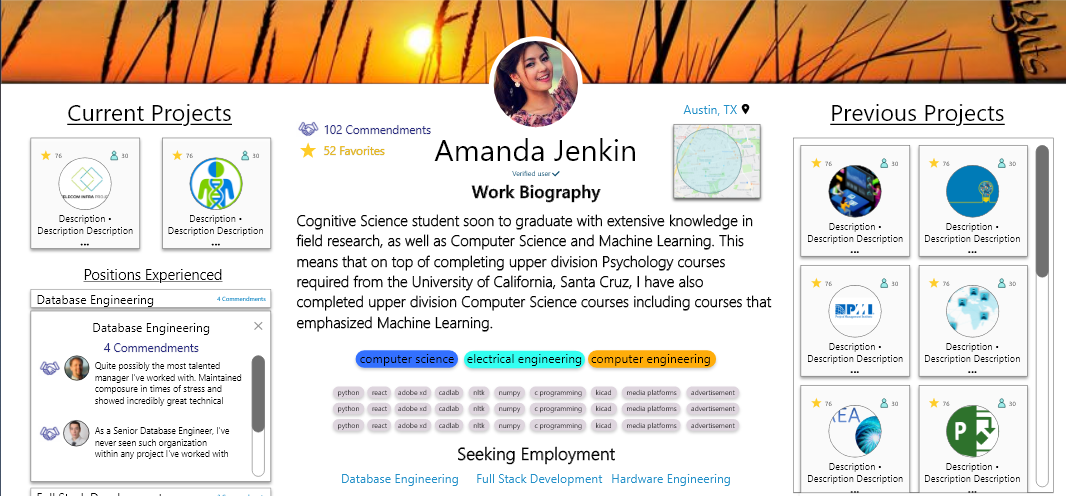 ights
Current Projects
76
30
TELECOM INFRA PROJECT
Description •
Description Description
...
76
30
Description •
Description Description
...
Positions Experienced
Database Engineering
4 Commendments
Database Engineering
×
4 Commendments
Quite possibly the most talented
manager I've worked with. Maintained
composure in times of stress and
showed incredibly great technical
As a Senior Database Engineer, I've
never seen such organization
within any project I've worked with
102 Commendments
52 Favorites
Amanda Jenkin
Verified user
Austin, TX
Work Biography
Cognitive Science student soon to graduate with extensive knowledge in
field research, as well as Computer Science and Machine Learning. This
means that on top of completing upper division Psychology courses
required from the University of California, Santa Cruz, I have also
completed upper division Computer Science courses including courses that
emphasized Machine Learning.
computer science electrical engineering computer engineering
python react adobe xd cadlab nltk numpy c programming kicad media platforms advertisement
python react adobe xd cadlab nltk numpy c programming kicad media platforms advertisement
python react adobe xd cadlab nltk numpy c programming kicad media platforms advertisement
Seeking Employment
Database Engineering Full Stack Development Hardware Engineering
Previous Projects
76
30
Description •
Description Description
...
76
30
Description •
Description Description
...
76
30
PMI
Description •
Description Description
...
76
30
Description •
Description Description
...
76
30
EA
Description •
Description Description
76
30
P
Description •
Description Description